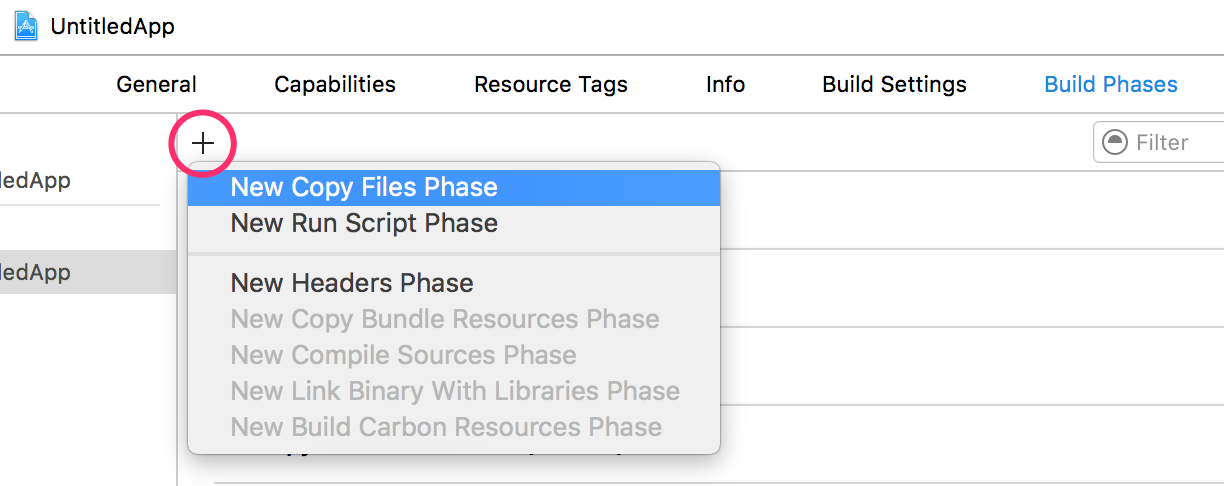 UntitledApp
General Capabilities Resource Tags Info Build Settings Build Phases
Filter
New Copy Files Phase
New Run Script Phase
New Headers Phase
New Copy Bundle Resources Phase
New Compile Sources Phase
New Link Binary With Libraries Phase
New Build Carbon Resources Phase